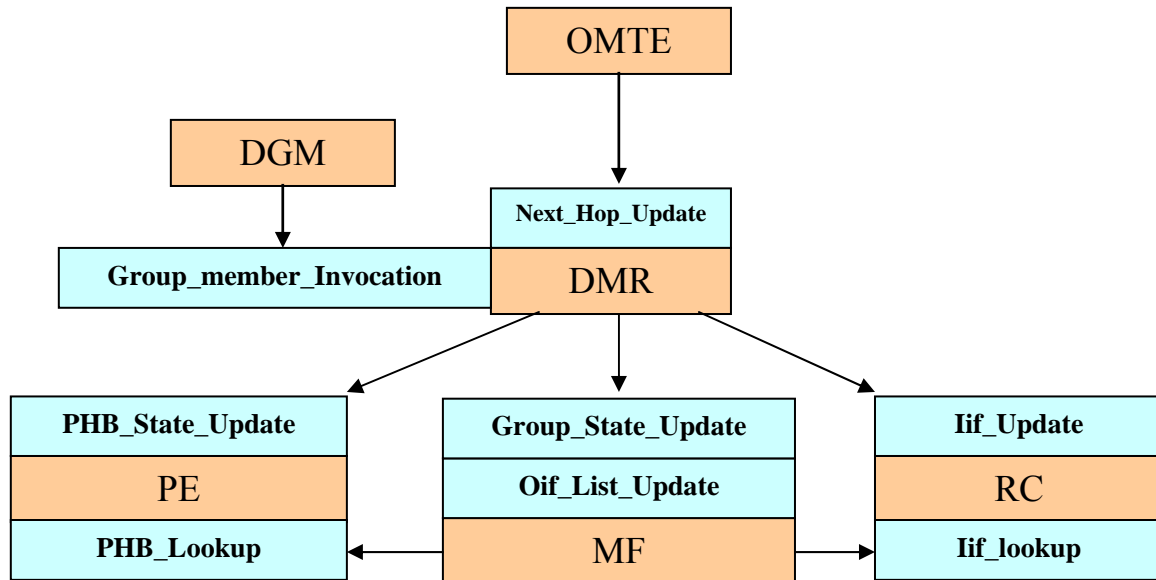 OMTE
DGM
Next_Hop_Update
Group_member_Invocation
DMR
PHB_State_Update
Group_State_Update
Iif_Update
PE
Oif_List_Update
RC
PHB_Lookup
MF
Iif_lookup